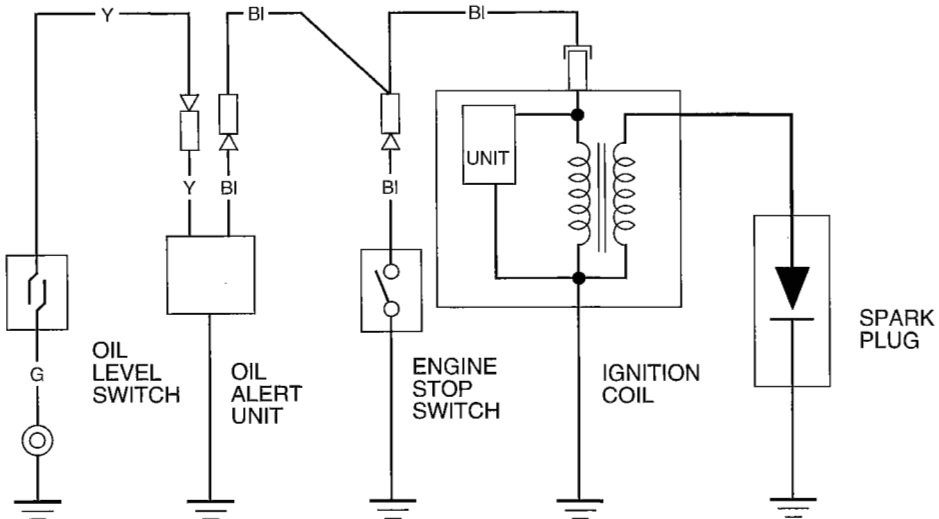 Y
Bl
Bl
Y
Bl
Bl
UNIT
G
OIL
LEVEL
SWITCH
OIL
ALERT
UNIT
ENGINE
STOP
SWITCH
IGNITION
COIL
SPARK
PLUG